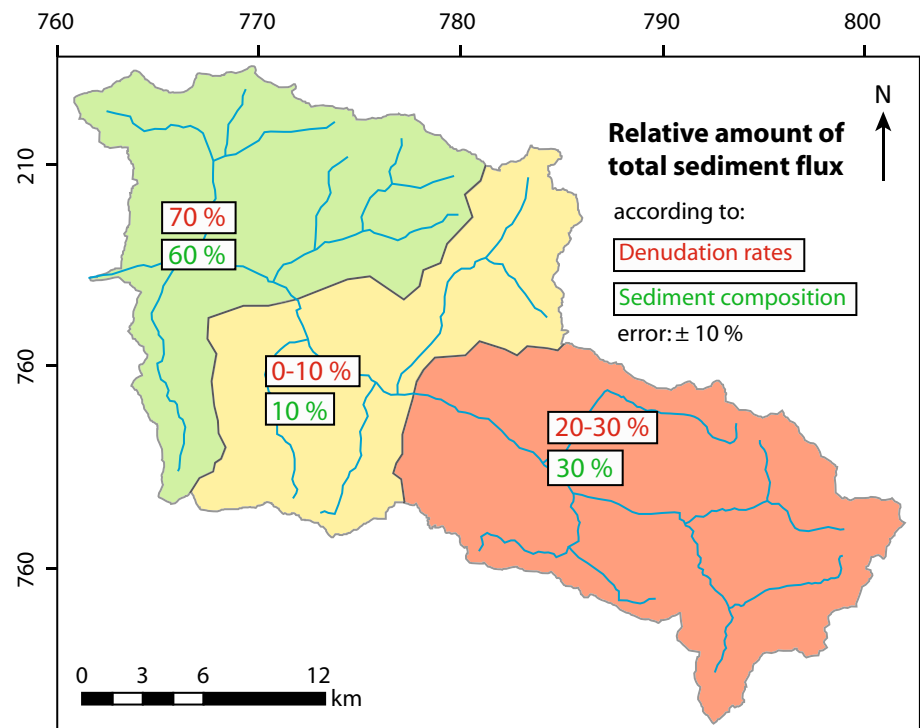 760 770 780 790 800
N
Relative amount of
total sediment flux
according to:
Denudation rates
Sediment composition
error: ± 10 %
210
760
760
70 %
60 %
0-10 %
10 %
20-30 %
30 %
0 3 6 12
km